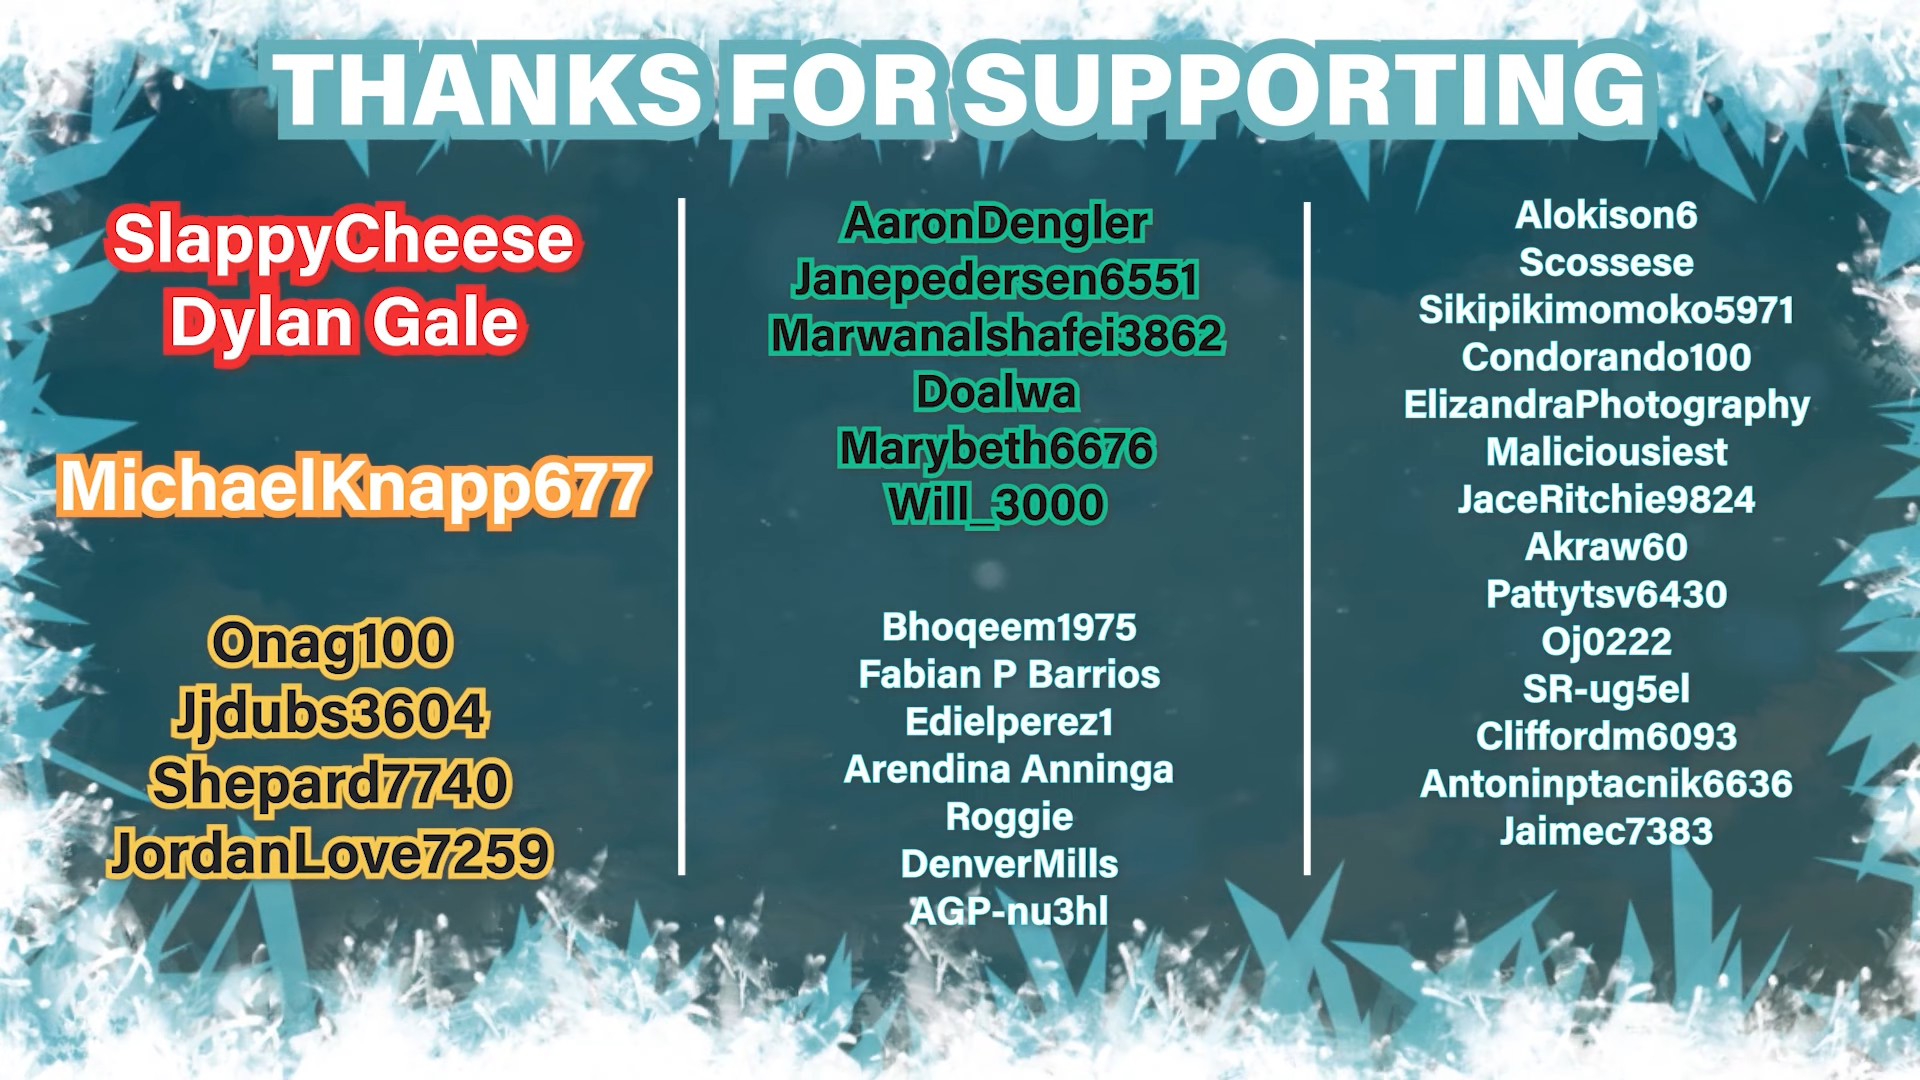 THANKS FOR SUPPORTING
SlappyCheese
Dylan Gale
MichaelKnapp677
Onag100
Jjdubs3604
Shepard7740
JordanLove7259
AaronDengler
Janepedersen6551
Marwanalshafei3862
Doalwa
Marybeth6676
Will_3000
Bhoqeem1975
Fabian P Barrios
Edielperez1
Arendina Anninga
Roggie
DenverMills
AGP-nu3hl
Alokison6
Scossese
Sikipikimomoko5971
Condorando100
ElizandraPhotography
Maliciousiest
JaceRitchie9824
Akraw60
Pattytsv6430
Oj0222
SR-ug5el
Cliffordm6093
Antoninptacnik6636
Jaimec7383